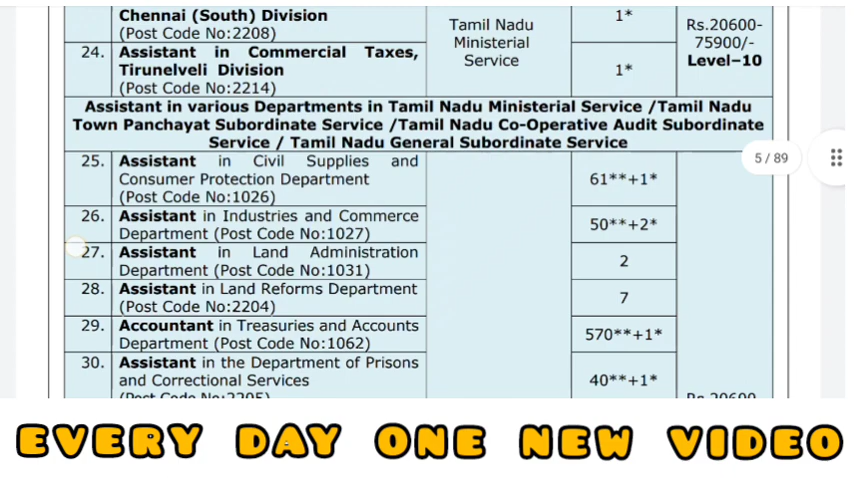 Chennai (South) Division
(Post Code No:2208)
1*
24. Assistant in Commercial Taxes,
Tirunelveli Division
(Post Code No:2214)
1*
Tamil Nadu
Ministerial
Service
Rs.20600-
75900/-
Level–10
Assistant in various Departments in Tamil Nadu Ministerial Service /Tamil Nadu
Town Panchayat Subordinate Service /Tamil Nadu Co-Operative Audit Subordinate
Service / Tamil Nadu General Subordinate Service
5 / 89
25. Assistant in Civil Supplies and
Consumer Protection Department
(Post Code No:1026)
61**+1*
26. Assistant in Industries and Commerce
Department (Post Code No:1027)
50**+2*
27. Assistant in Land Administration
Department (Post Code No:1031)
2
28. Assistant in Land Reforms Department
(Post Code No:2204)
7
29. Accountant in Treasuries and Accounts
Department (Post Code No:1062)
570**+1*
30. Assistant in the Department of Prisons
and Correctional Services
(Post Code No:2205)
40**+1*
Rs.20600-
EVERY DAY ONE NEW VIDEO